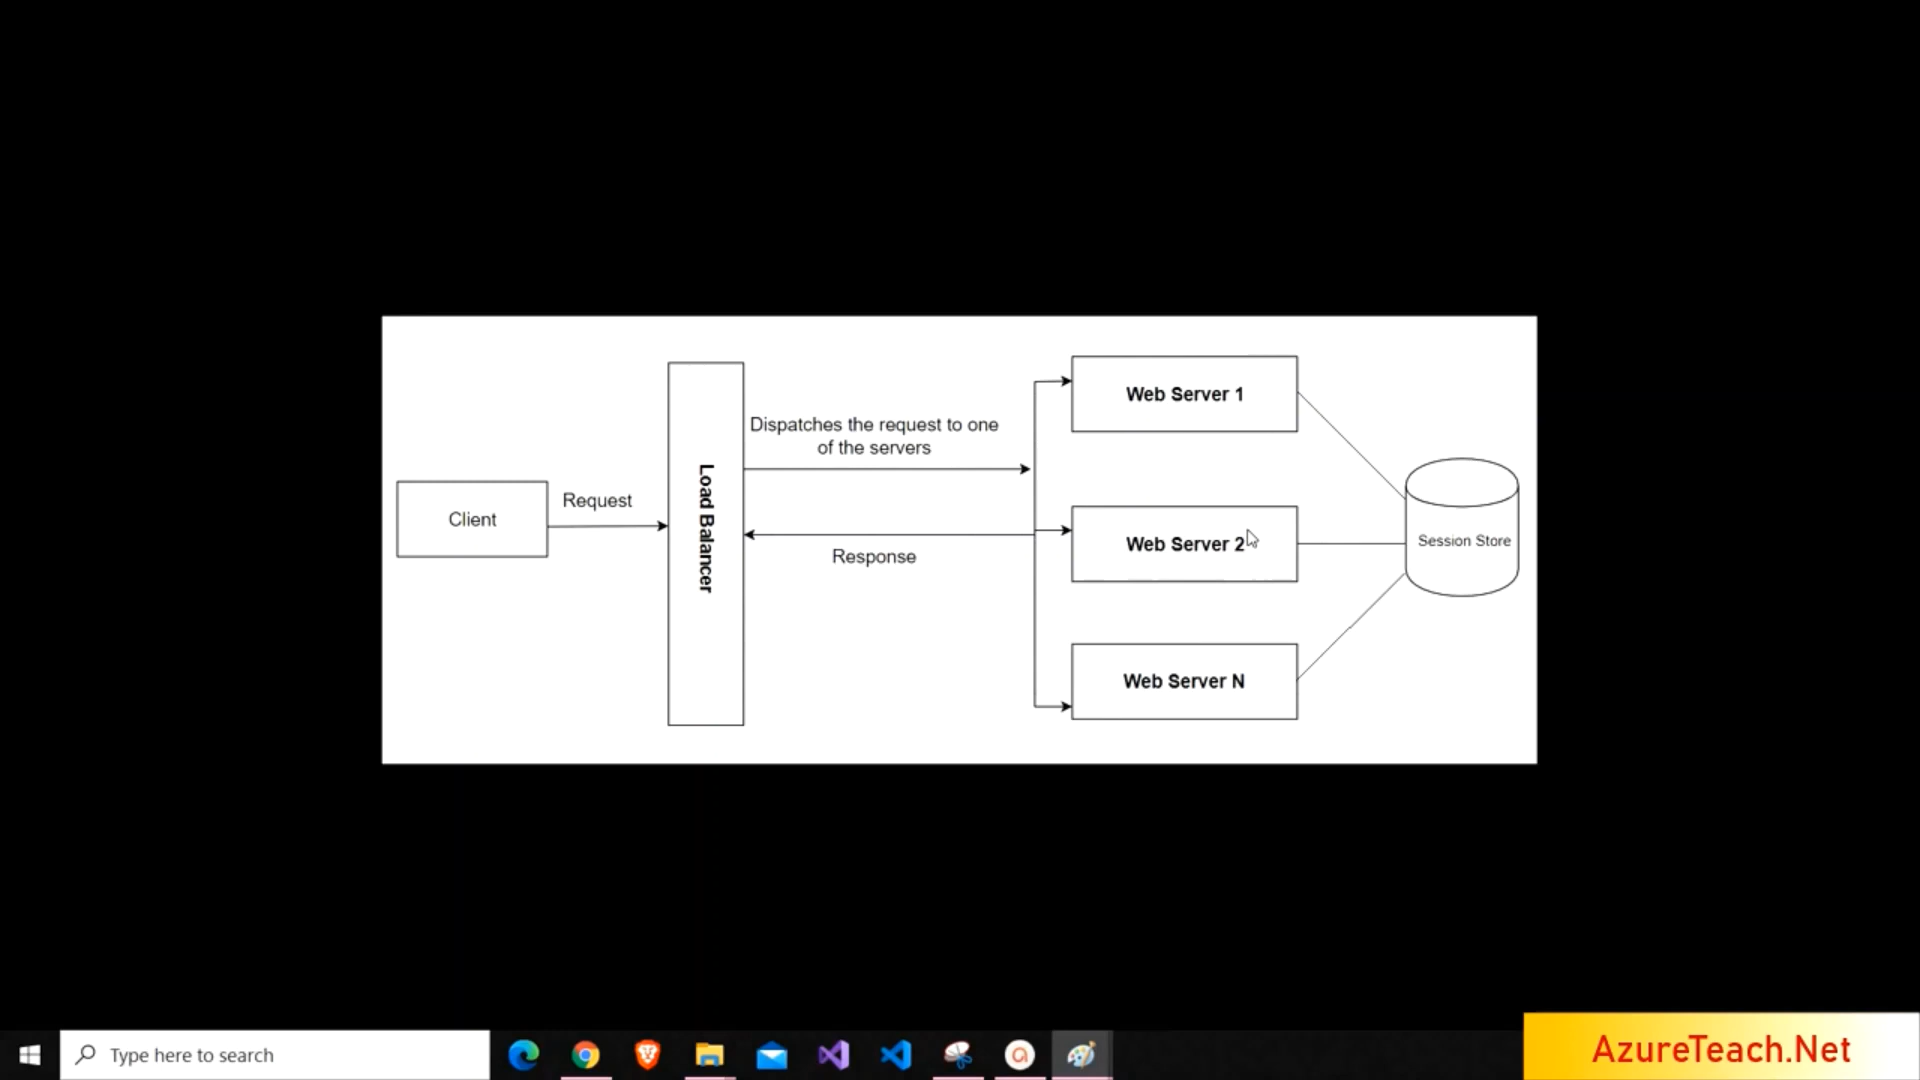 Web Server 1
Dispatches the request to one
of the servers
Load Balancer
Request
Client
Web Server 2
Session Store
Response
Web Server N
Type here to search
AzureTeach.Net